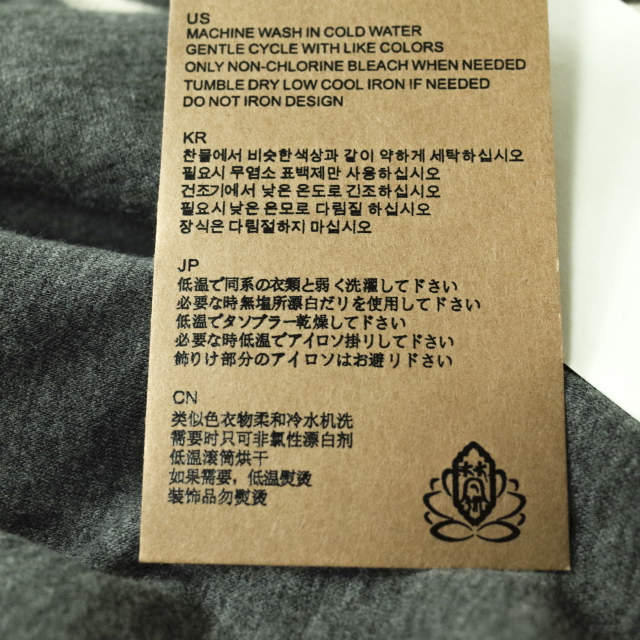 US
MACHINE WASH IN COLD WATER
GENTLE CYCLE WITH LIKE COLORS
ONLY NON-CHLORINE BLEACH WHEN NEEDED
TUMBLE DRY LOW COOL IRON IF NEEDED
DO NOT IRON DESIGN
KR
찬물에서 비슷한색상과 같이 약하게 세탁하십시오
필요시 무염소 표백제만 사용하십시오
건조기에서 낮은 온도로 긴조하십시오
필요시낮은 은모로 다림질 하십시오
장식은다림절하지 마십시오
JP
低温で同系の衣類と弱く洗濯して下さい
必要な時無塩所漂白だリを使用して下さい
低温でタソブラー乾燥して下さい
必要な時低温でアイロソ掛りして下さい
飾りけ部分のアイロソはお避り下さい
CN
类似色衣物柔和冷水机洗
需要时只可非氯性漂白剂
低温滚筒烘干
如果需要，低温熨烫
装饰品勿熨烫